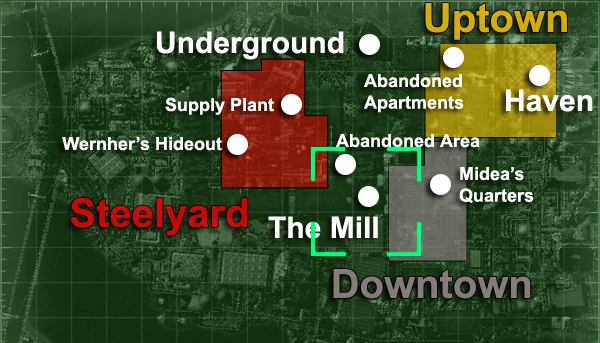 Uptown
Underground
Abandoned
Apartments
Haven
Supply Plant
Wernher's Hideout
Abandoned Area
Midea's
Quarters
Steelyard
The Mill
Downtown